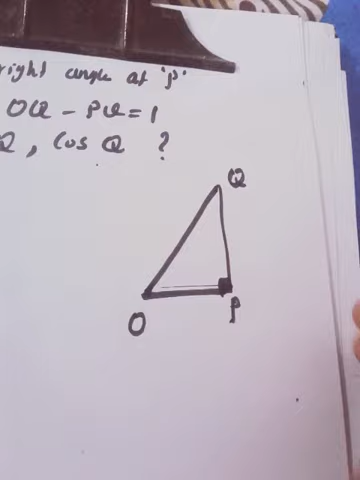 right angle at 'P'
OQ - PQ = 1
Q, Cos Q ?
Q
O
P